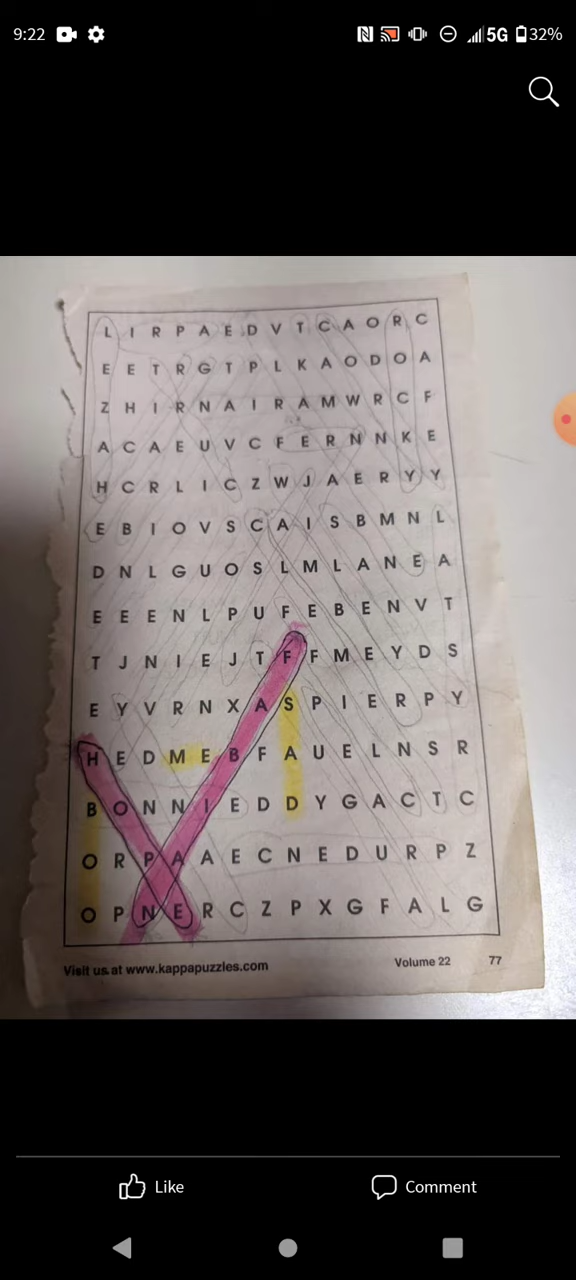 9:22
5G 32%
L I R P A E D V T C A O R C
E E T R G T P L K A O D O A
Z H I R N A I R A M W R C F
A C A E U V C F E R N N K E
H C R L I C Z W J A E R Y Y
E B I O V S C A I S B M N L
D N L G U O S L M L A N E A
E E E N L P U F E B E N V T
T J N I E J T F F M E Y D S
E Y V R N X A S P I E R P Y
H E D M E B F A U E L N S R
B O N N I E D D Y G A C T C
O R P A A E C N E D U R P Z
O P N E R C Z P X G F A L G
Visit us at www.kappapuzzles.com Volume 22 77
Like Comment